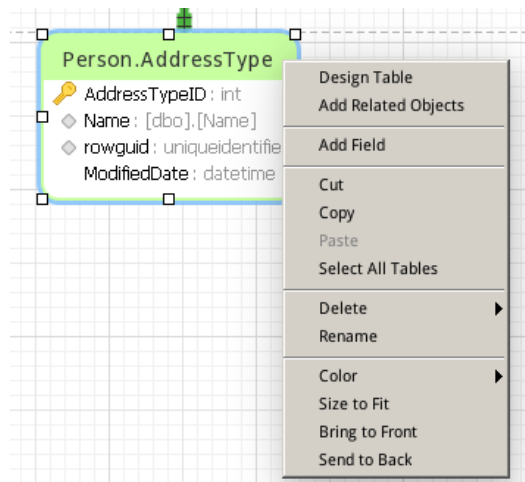 Person.AddressType
AddressTypeID : int
Name : [dbo].[Name]
rowguid : uniqueidentifie
ModifiedDate : datetime
Design Table
Add Related Objects
Add Field
Cut
Copy
Paste
Select All Tables
Delete
Rename
Color
Size to Fit
Bring to Front
Send to Back